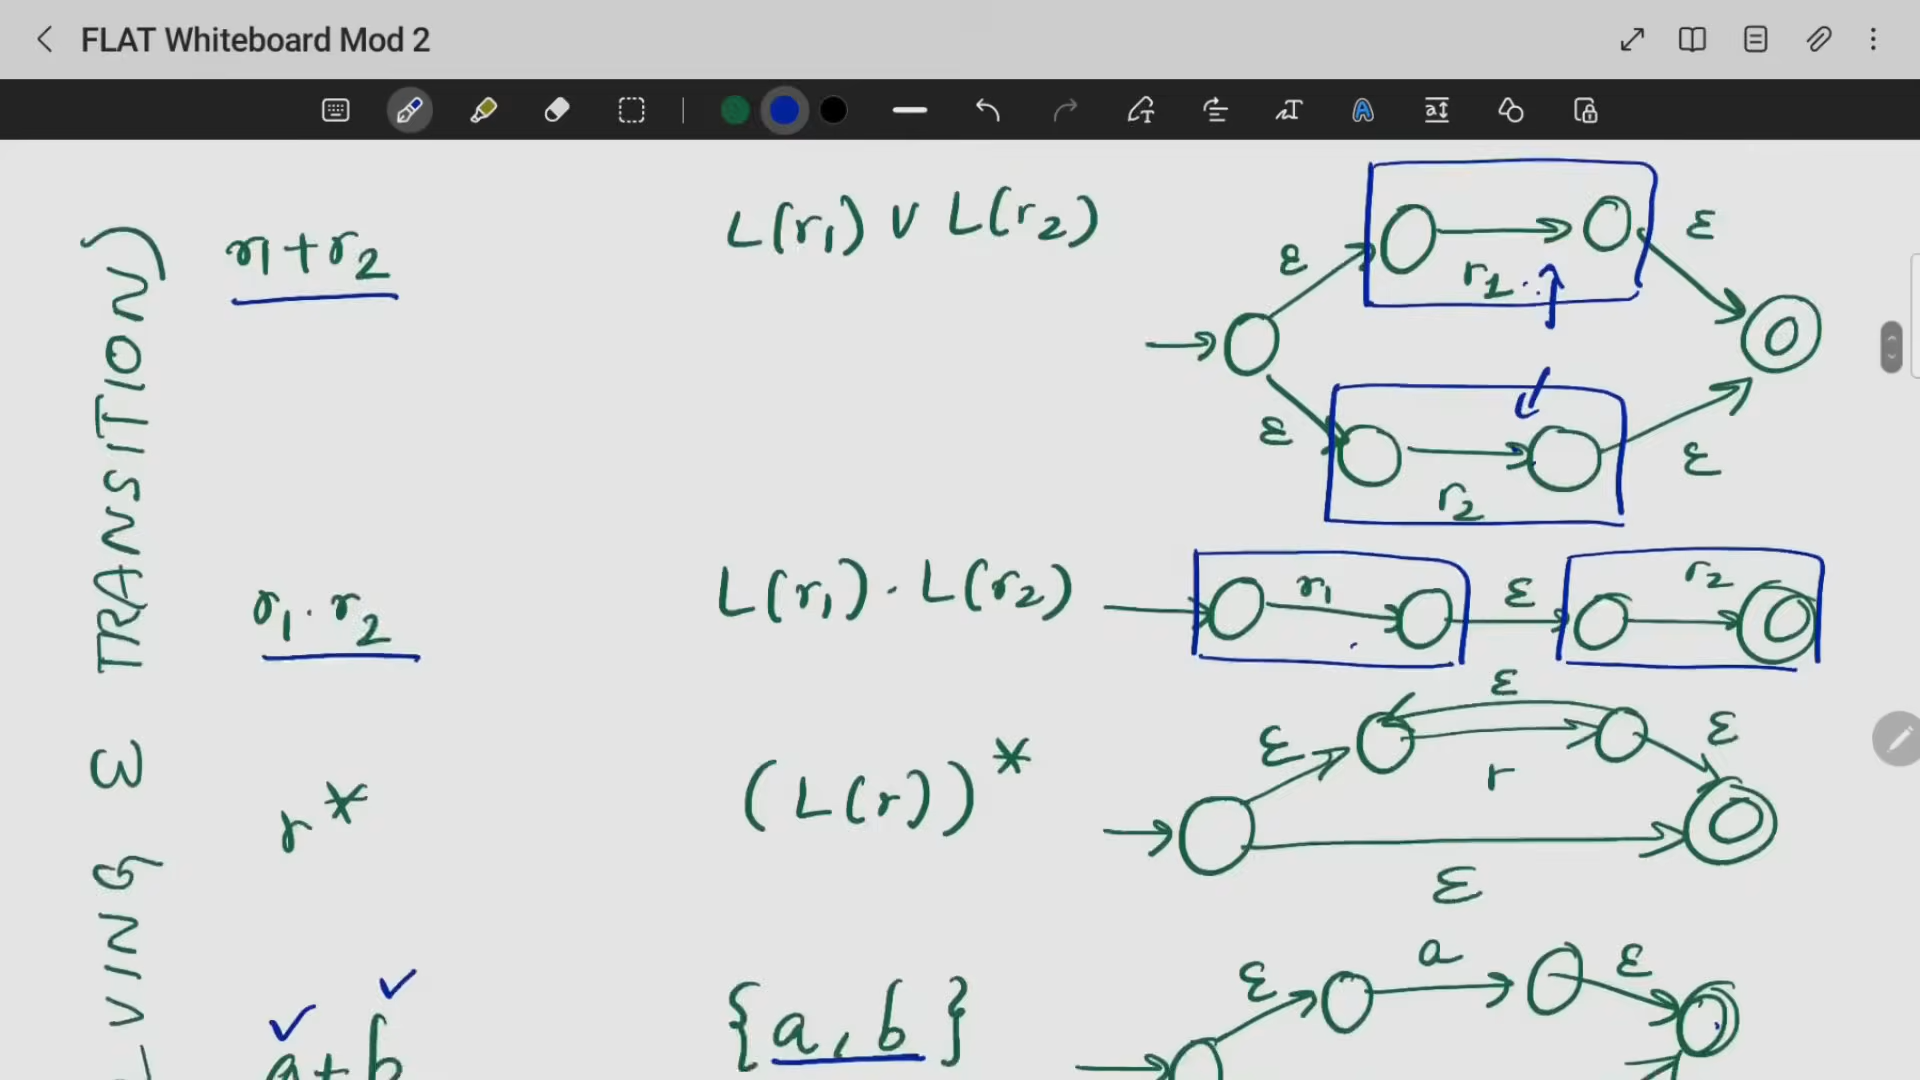 FLAT Whiteboard Mod 2
VING ε TRANSITION)
r1+r2
L(r1) ∪ L(r2)
ε
r1
ε
ε
r2
ε
r1 . r2
L(r1) . L(r2)
r1
ε
r2
r*
(L(r))*
ε
ε
r
ε
ε
a+b
{a, b}
ε
a
ε